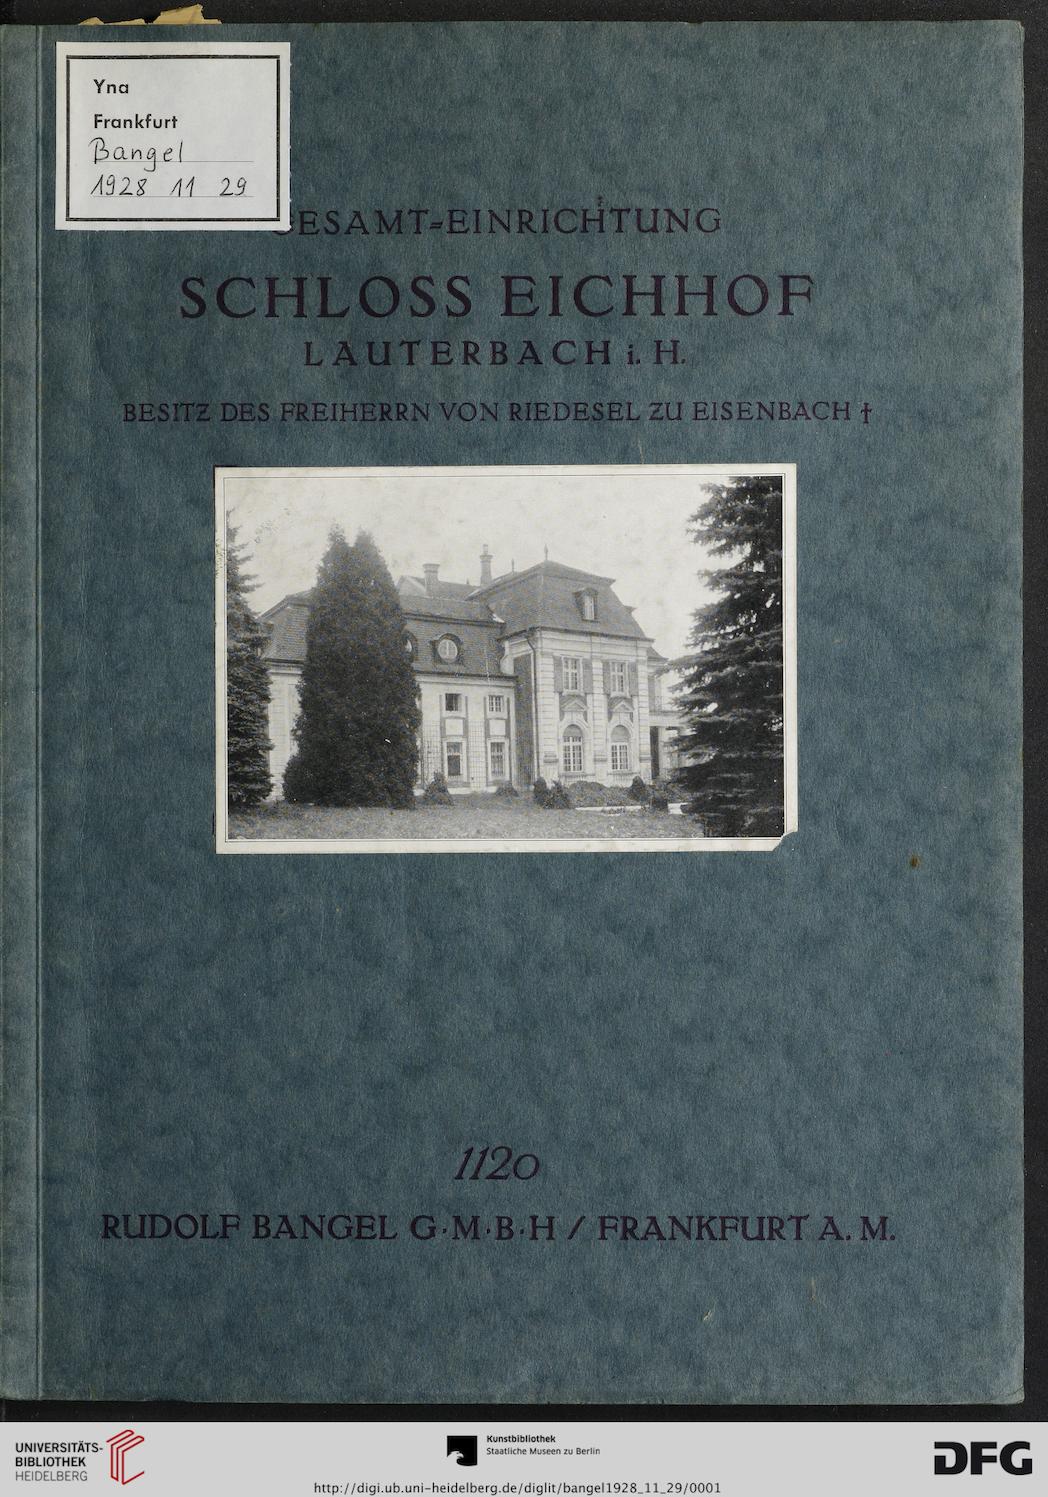 Yna
Frankfurt
Bangel
1928 11 29
GESAMT=EINRICHTUNG
SCHLOSS EICHHOF
LAUTERBACH i. H.
BESITZ DES FREIHERRN VON RIEDESEL ZU EISENBACH †
1120
RUDOLF BANGEL G·M·B·H / FRANKFURT A. M.
UNIVERSITÄTS-
BIBLIOTHEK
HEIDELBERG
Kunstbibliothek
Staatliche Museen zu Berlin
DFG
http://digi.ub.uni-heidelberg.de/diglit/bangel1928_11_29/0001